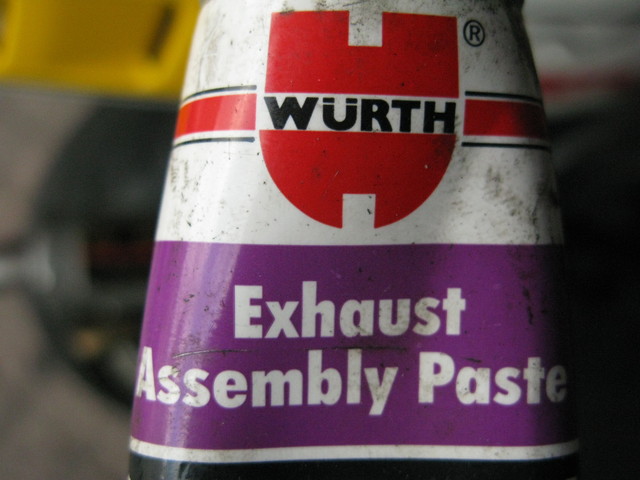 ®
WÜRTH
Exhaust
Assembly Paste